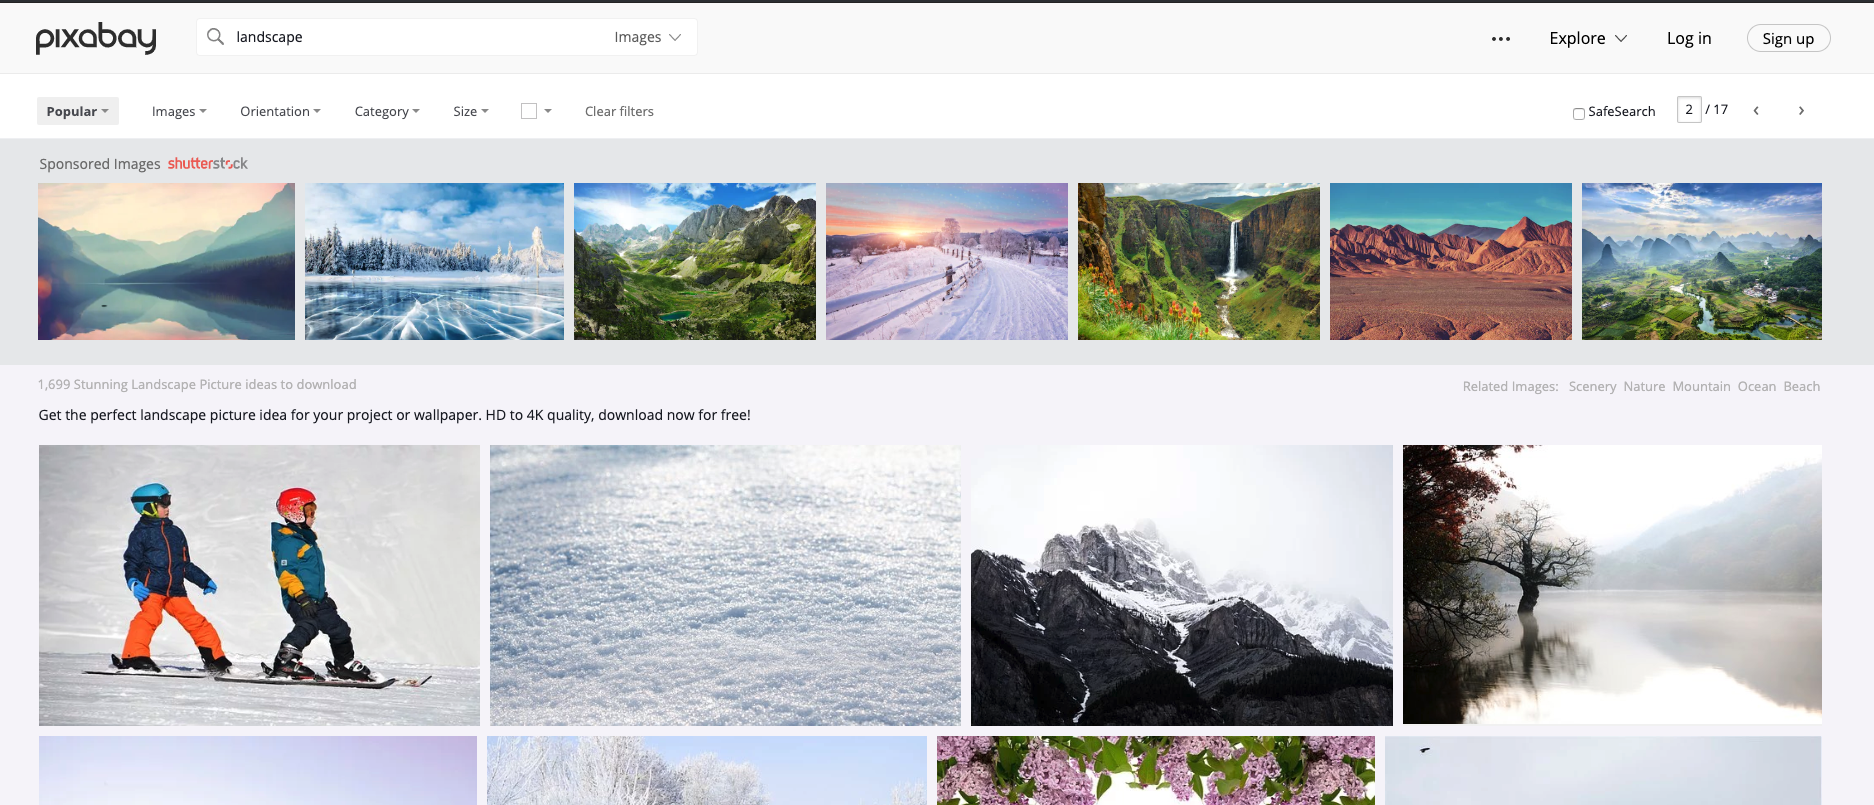 pixabay
landscape
Images
Explore
Log in
Sign up
Popular
Images
Orientation
Category
Size
Clear filters
SafeSearch
2 / 17
Sponsored Images shutterstock
1,699 Stunning Landscape Picture ideas to download
Related Images: Scenery Nature Mountain Ocean Beach
Get the perfect landscape picture idea for your project or wallpaper. HD to 4K quality, download now for free!